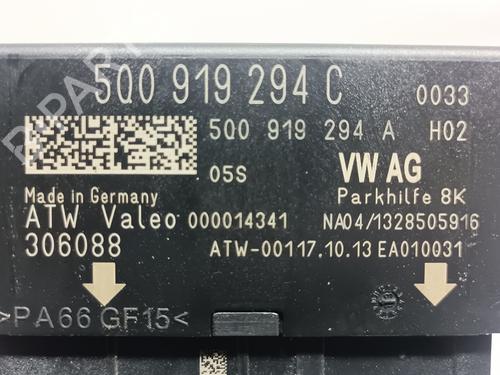 5Q0 919 294 C 0033
5Q0 919 294 A H02
05S VW AG
Made in Germany Parkhilfe 8K
ATW Valeo 000014341 NA04/1328505916
306088 ATW-00117.10.13 EA010031
>PA66 GF15<